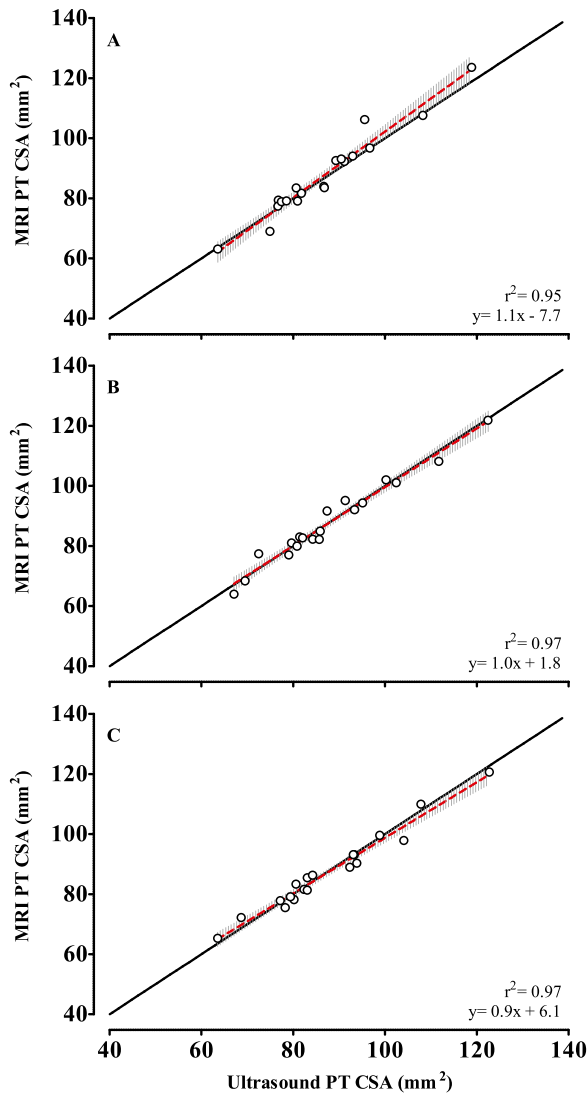 A
MRI PT CSA (mm²)
140
120
100
80
60
40
r²= 0.95
y= 1.1x - 7.7
B
MRI PT CSA (mm²)
140
120
100
80
60
40
r²= 0.97
y= 1.0x + 1.8
C
MRI PT CSA (mm²)
140
120
100
80
60
40
r²= 0.97
y= 0.9x + 6.1
40 60 80 100 120 140
Ultrasound PT CSA (mm²)